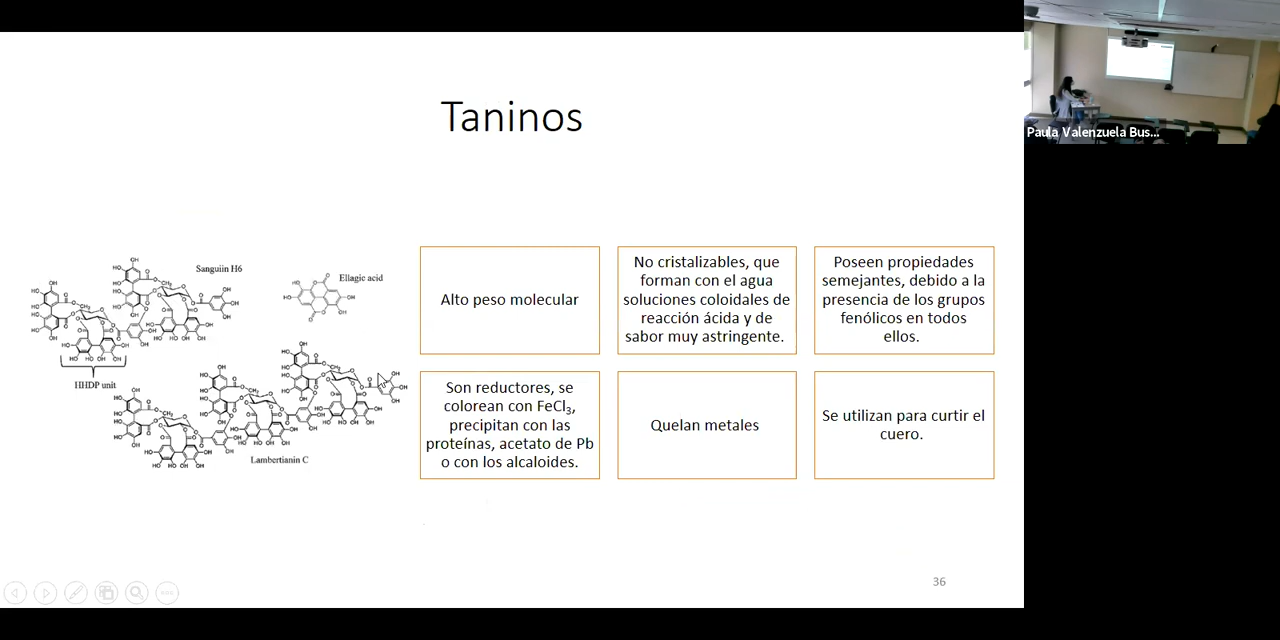 Taninos
Sanguiin H6
Ellagic acid
HHDP unit
Lambertianin C
Alto peso molecular
No cristalizables, que
forman con el agua
soluciones coloidales de
reacción ácida y de
sabor muy astringente.
Poseen propiedades
semejantes, debido a la
presencia de los grupos
fenólicos en todos
ellos.
Son reductores, se
colorean con FeCl₃,
precipitan con las
proteínas, acetato de Pb
o con los alcaloides.
Quelan metales
Se utilizan para curtir el
cuero.
36
Paula Valenzuela Bus...